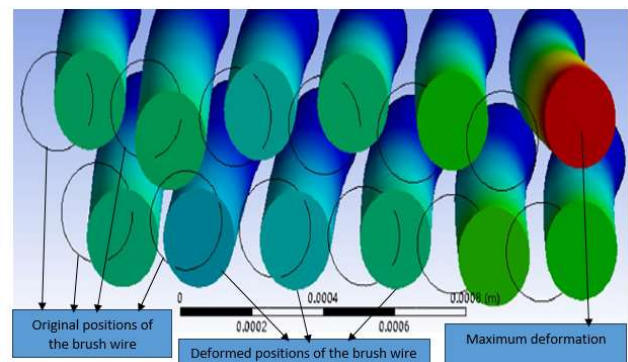 0 0.0004 0.0008 (m)
0.0002 0.0006
Original positions of
the brush wire
Deformed positions of the brush wire
Maximum deformation